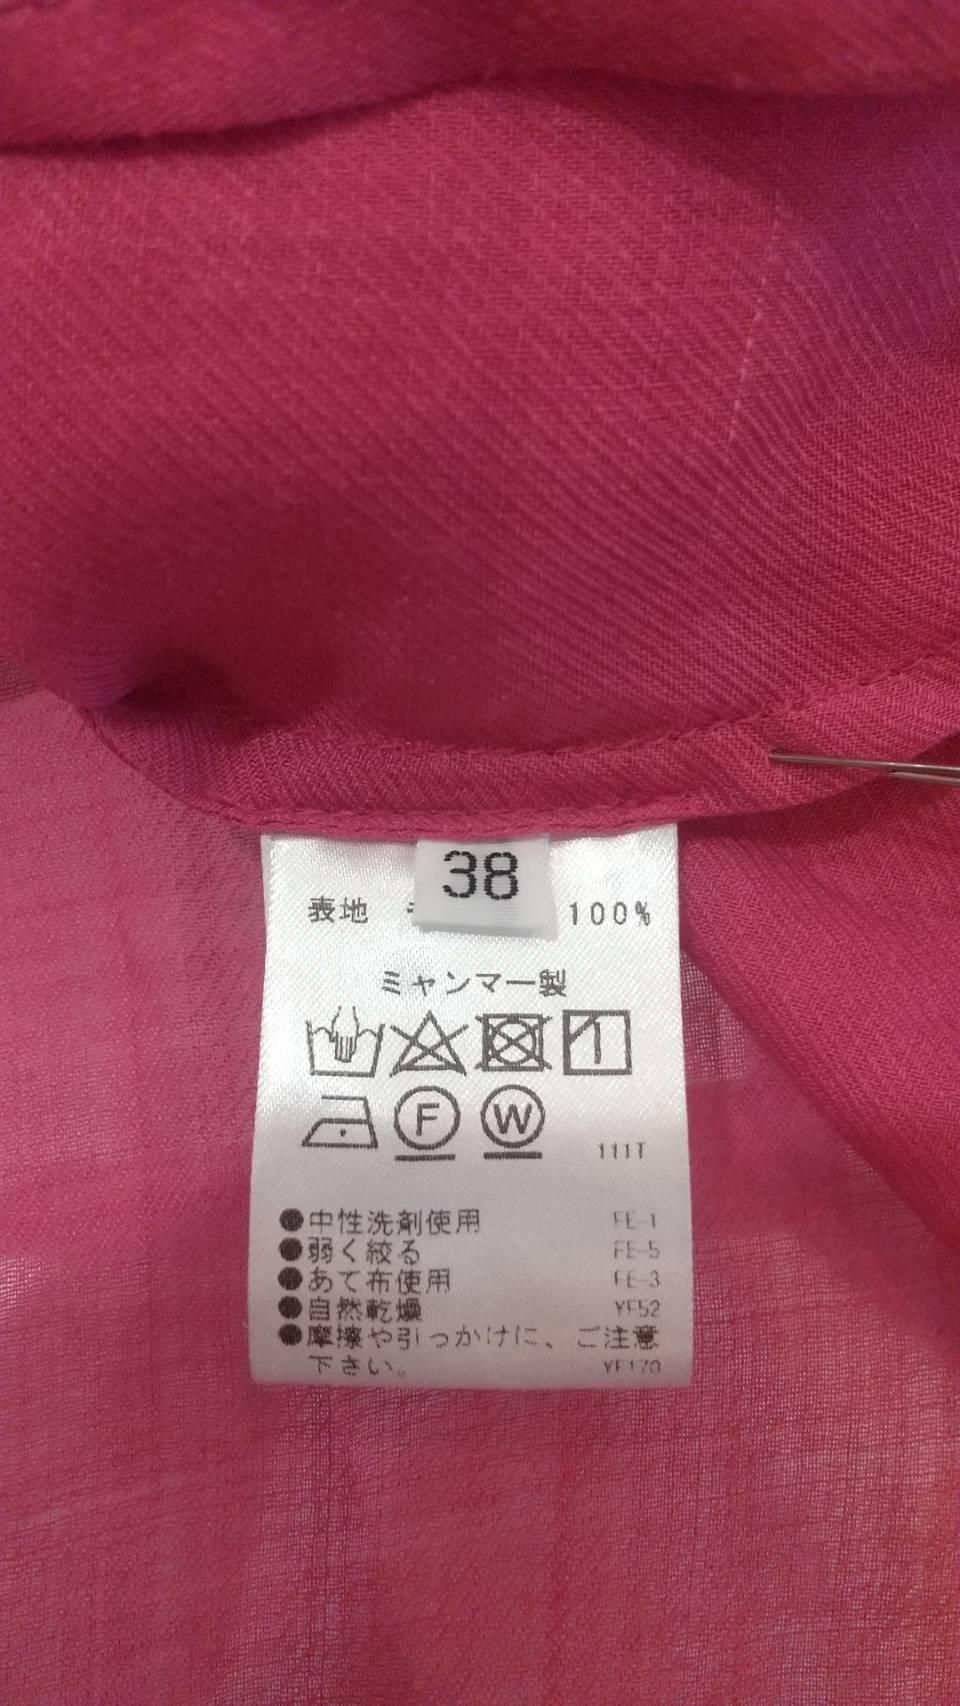 38
表地 100%
ミャンマー製
F W
111T
●中性洗剤使用 FE-1
●弱く絞る FE-5
●あて布使用 FE-3
●自然乾燥 YF52
●摩擦や引っかけに、ご注意
下さい。 YF170